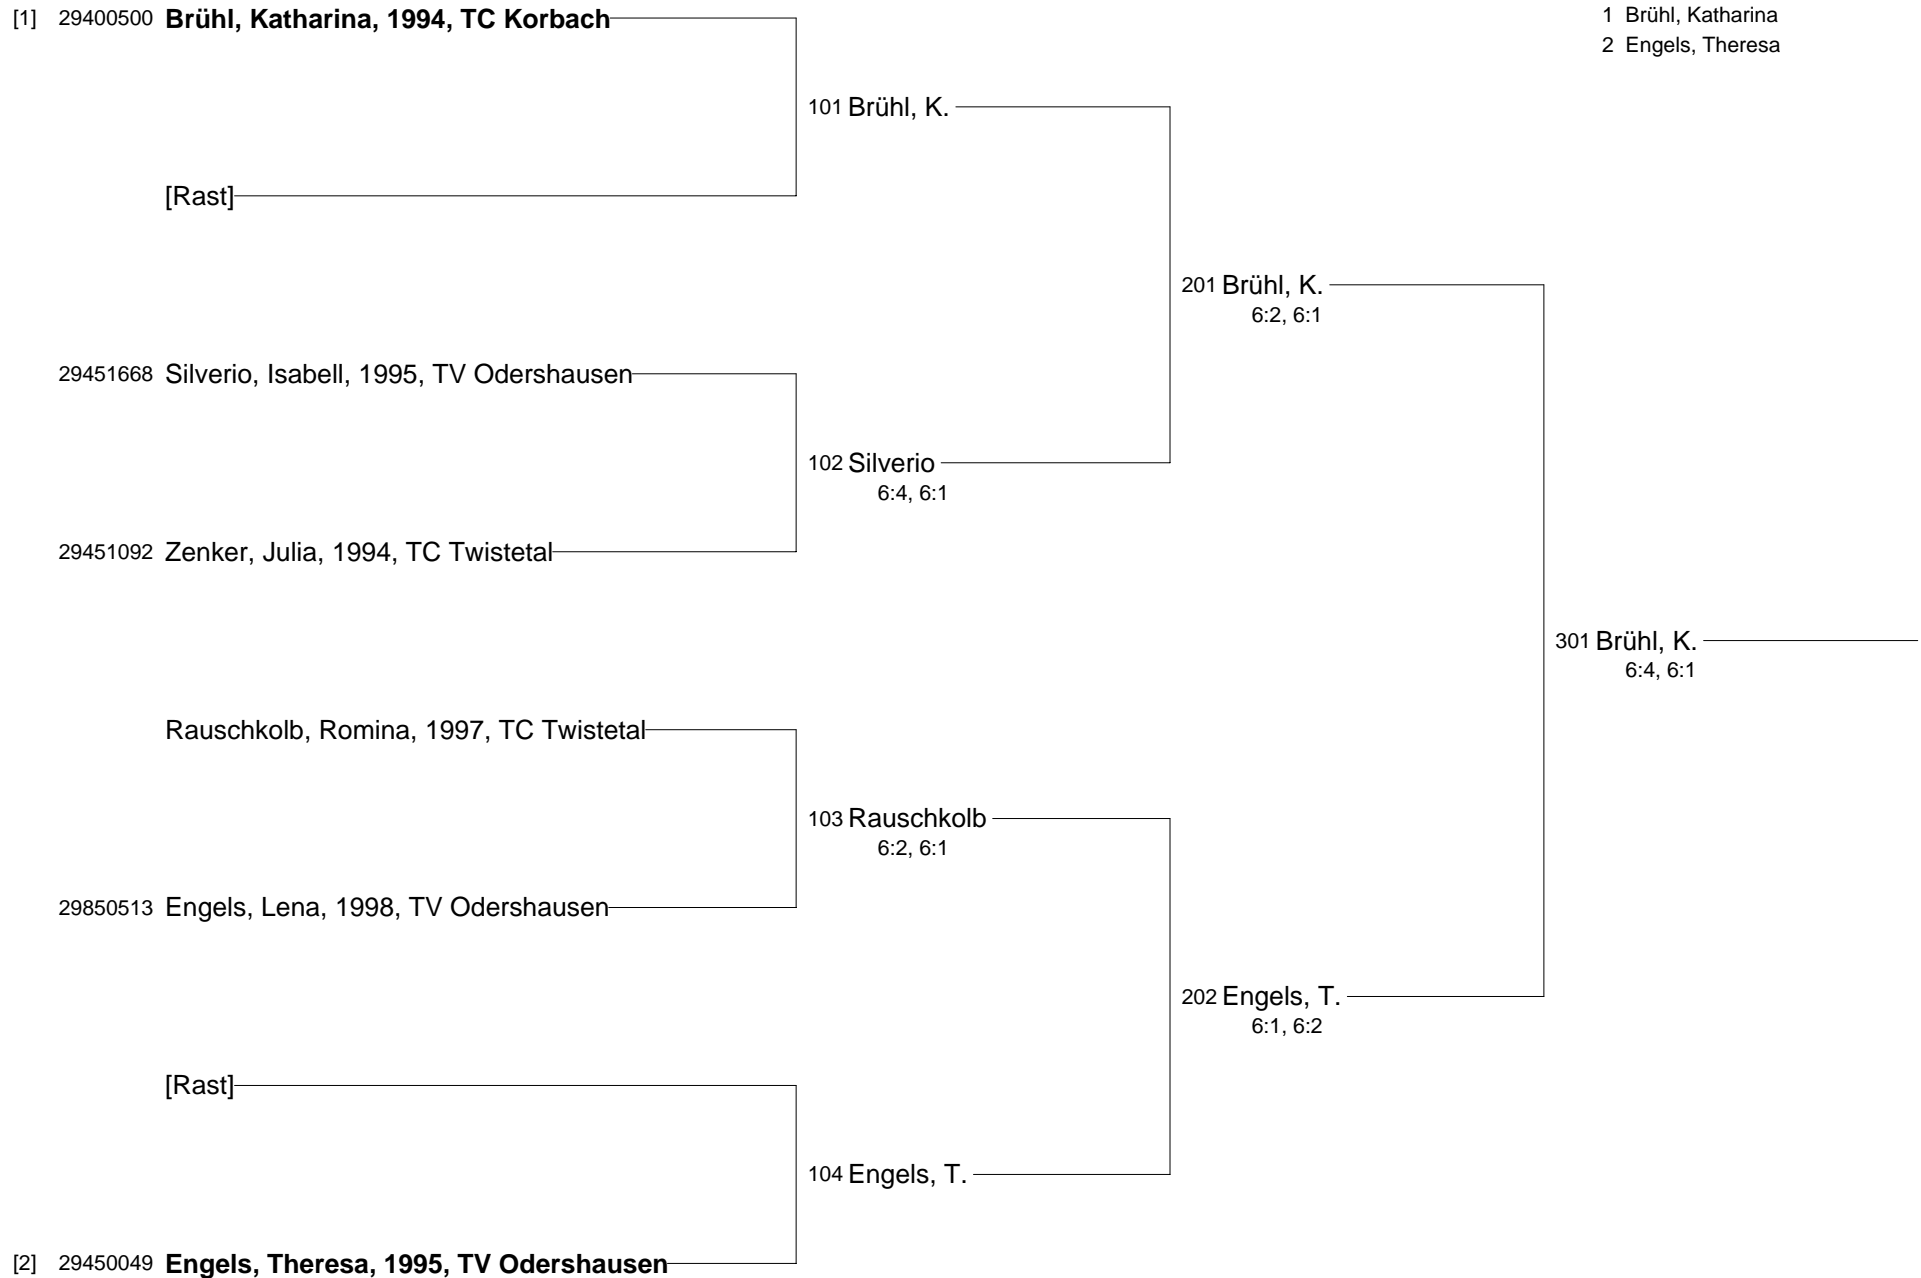 [1] 29400500 Brühl, Katharina, 1994, TC Korbach
1 Brühl, Katharina
2 Engels, Theresa
101 Brühl, K.
[Rast]
201 Brühl, K.
6:2, 6:1
29451668 Silverio, Isabell, 1995, TV Odershausen
102 Silverio
6:4, 6:1
29451092 Zenker, Julia, 1994, TC Twistetal
301 Brühl, K.
6:4, 6:1
Rauschkolb, Romina, 1997, TC Twistetal
103 Rauschkolb
6:2, 6:1
29850513 Engels, Lena, 1998, TV Odershausen
202 Engels, T.
6:1, 6:2
[Rast]
104 Engels, T.
[2] 29450049 Engels, Theresa, 1995, TV Odershausen